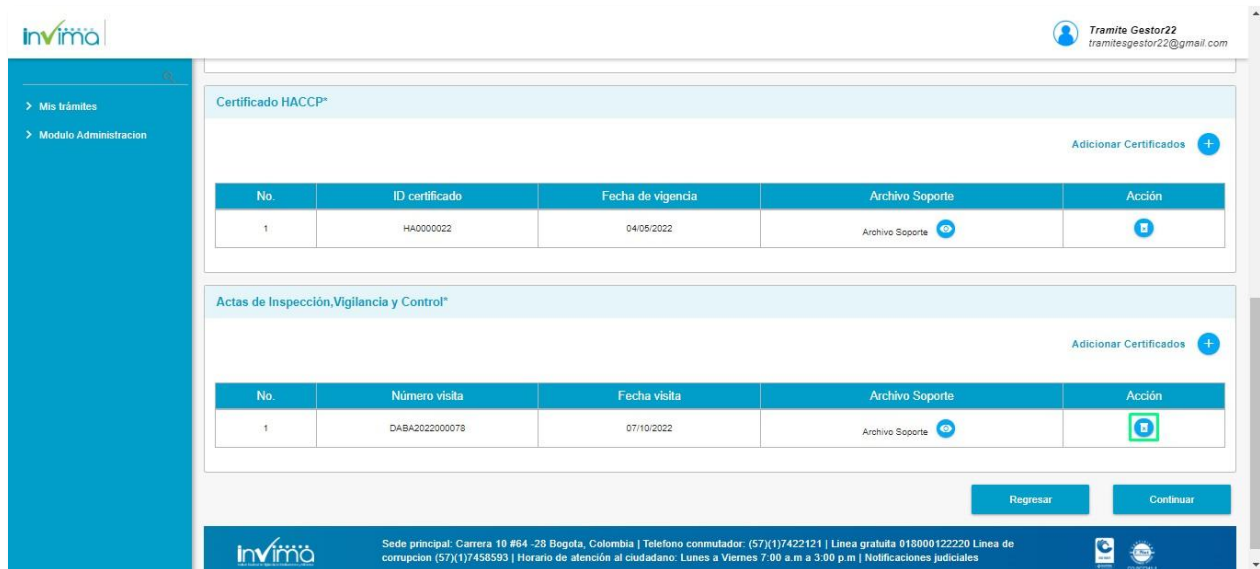 invima
Tramite Gestor22
tramitesgestor22@gmail.com
Mis trámites
Modulo Administracion
Certificado HACCP*
Adicionar Certificados
No. ID certificado Fecha de vigencia Archivo Soporte Acción
1 HA0000022 04/05/2022 Archivo Soporte
Actas de Inspección,Vigilancia y Control*
Adicionar Certificados
No. Número visita Fecha visita Archivo Soporte Acción
1 DABA2022000078 07/10/2022 Archivo Soporte
Regresar Continuar
invima
Sede principal: Carrera 10 #64 -28 Bogota, Colombia | Telefono conmutador: (57)(1)7422121 | Linea gratuita 018000122220 Linea de
corrupcion (57)(1)7458593 | Horario de atención al ciudadano: Lunes a Viernes 7:00 a.m a 3:00 p.m | Notificaciones judiciales